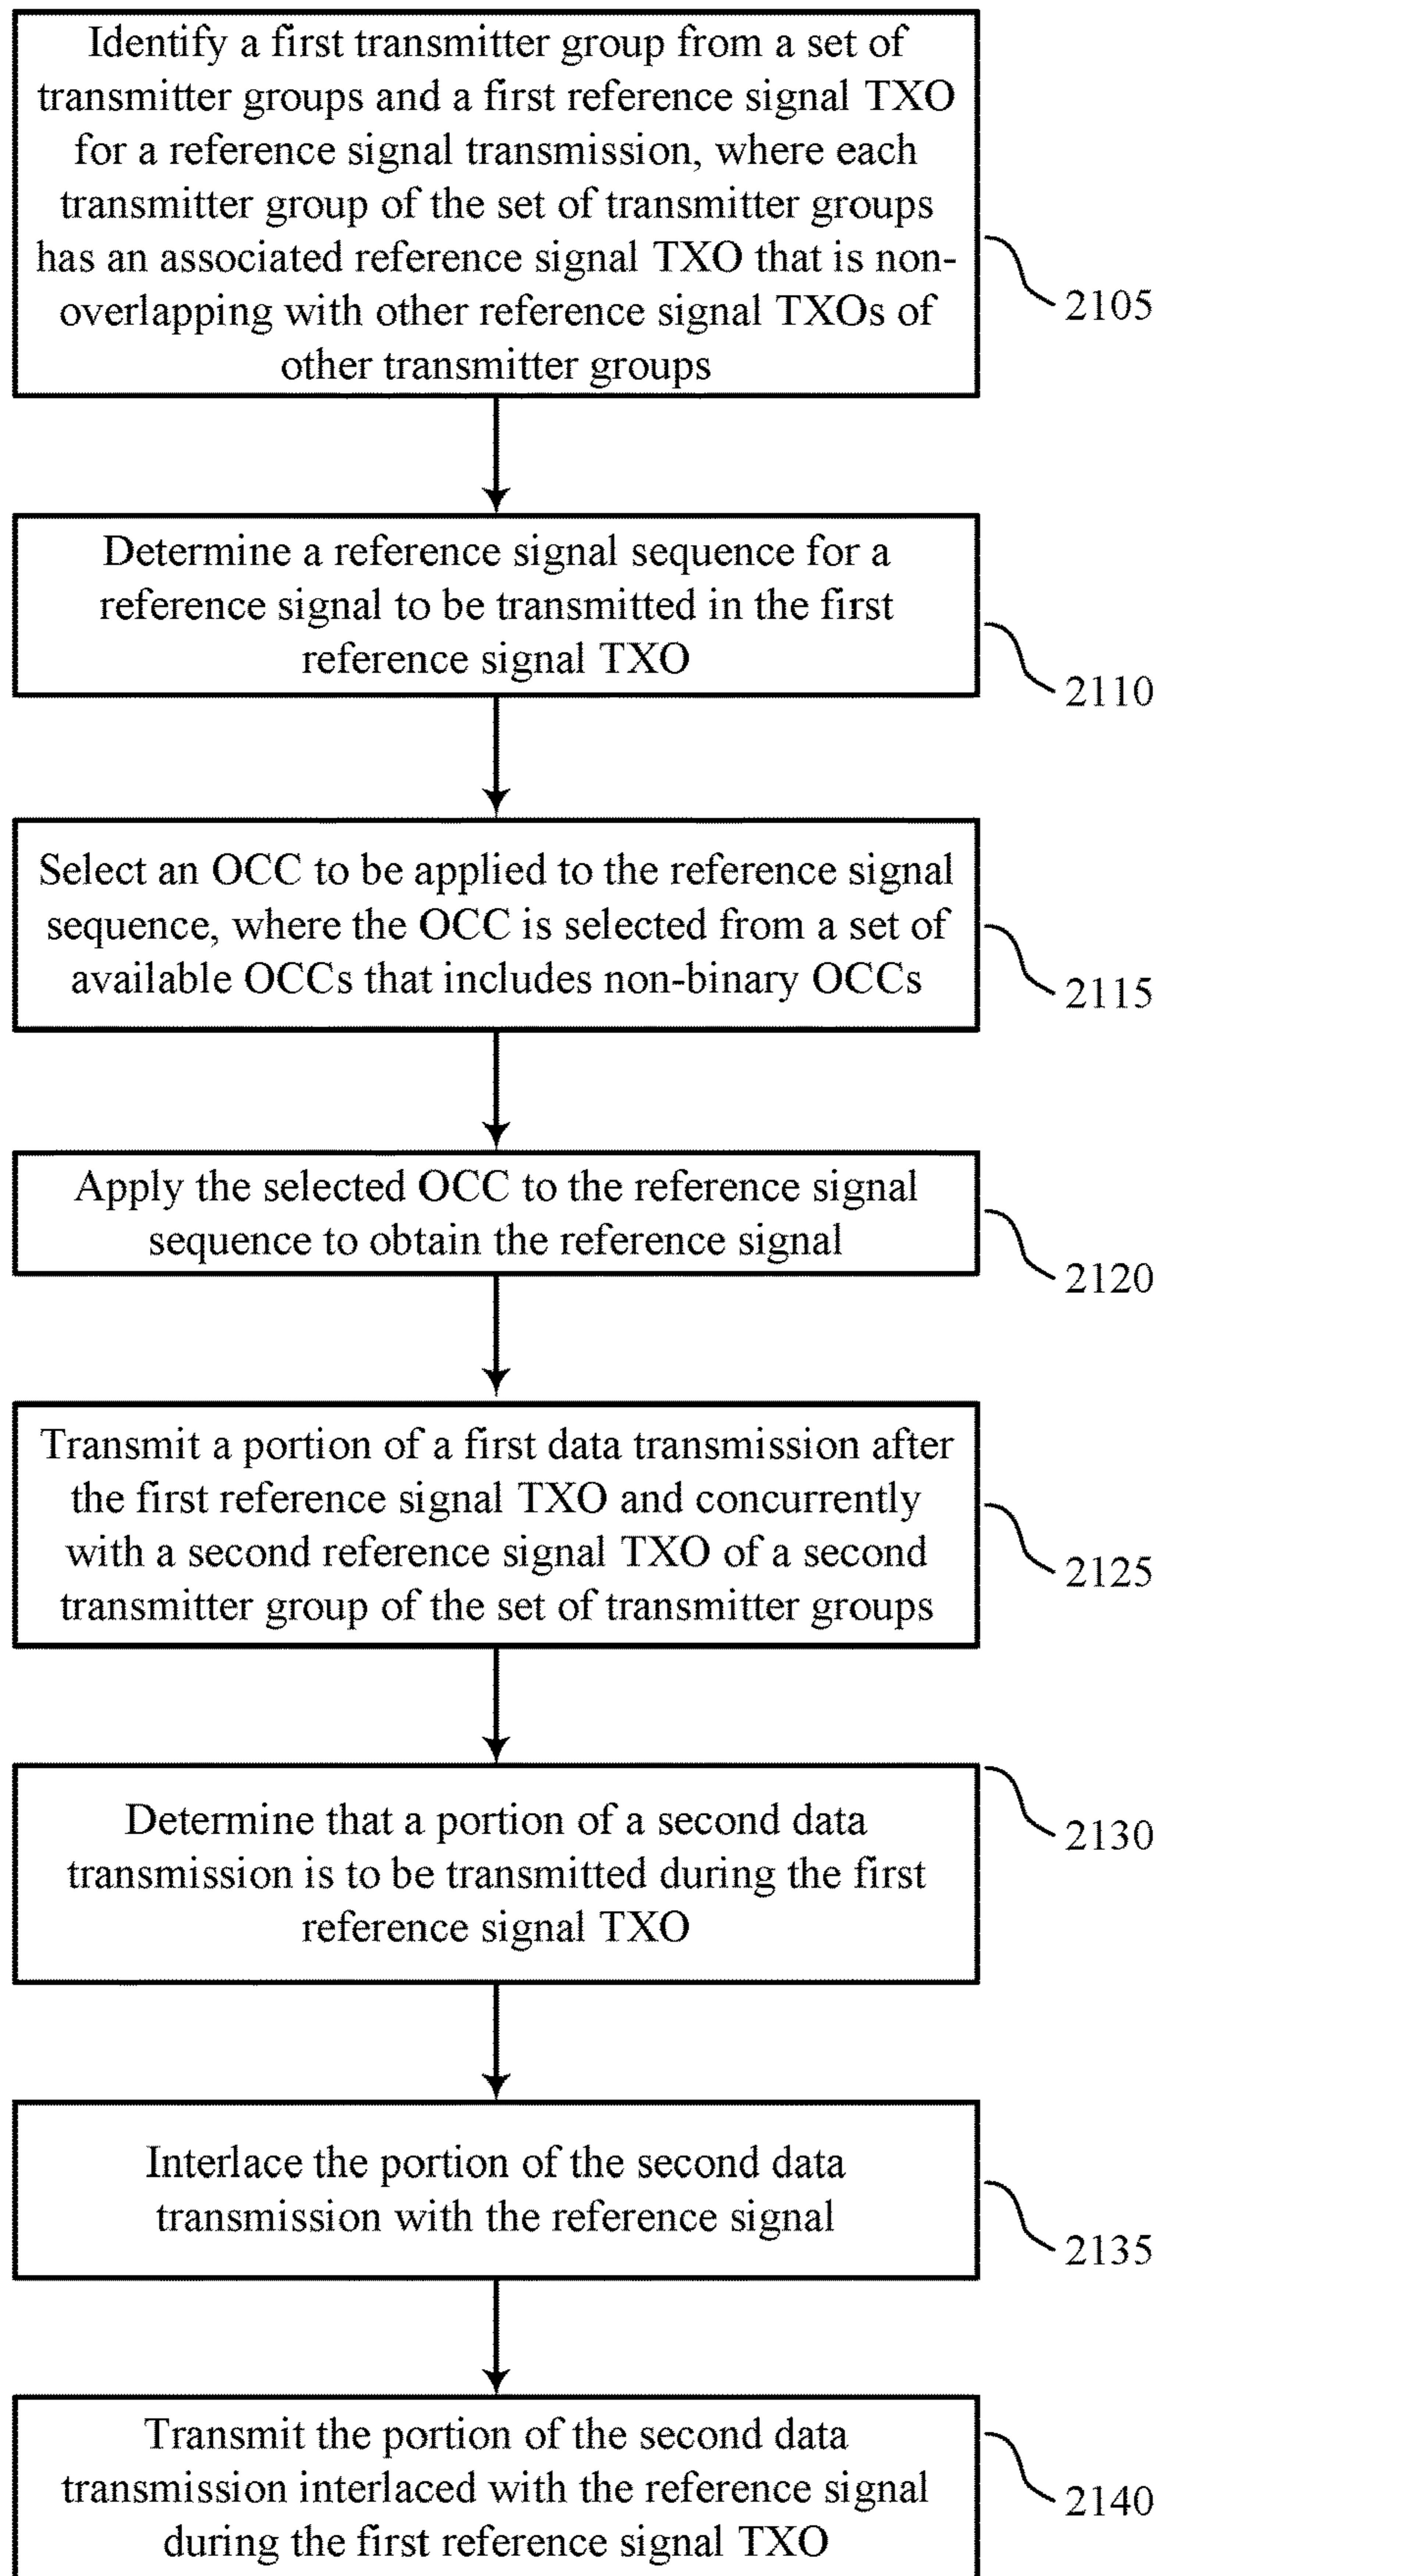 Identify a first transmitter group from a set of
transmitter groups and a first reference signal TXO
for a reference signal transmission, where each
transmitter group of the set of transmitter groups
has an associated reference signal TXO that is non-
overlapping with other reference signal TXOs of
other transmitter groups
2105
Determine a reference signal sequence for a
reference signal to be transmitted in the first
reference signal TXO
2110
Select an OCC to be applied to the reference signal
sequence, where the OCC is selected from a set of
available OCCs that includes non-binary OCCs
2115
Apply the selected OCC to the reference signal
sequence to obtain the reference signal
2120
Transmit a portion of a first data transmission after
the first reference signal TXO and concurrently
with a second reference signal TXO of a second
transmitter group of the set of transmitter groups
2125
Determine that a portion of a second data
transmission is to be transmitted during the first
reference signal TXO
2130
Interlace the portion of the second data
transmission with the reference signal
2135
Transmit the portion of the second data
transmission interlaced with the reference signal
during the first reference signal TXO
2140